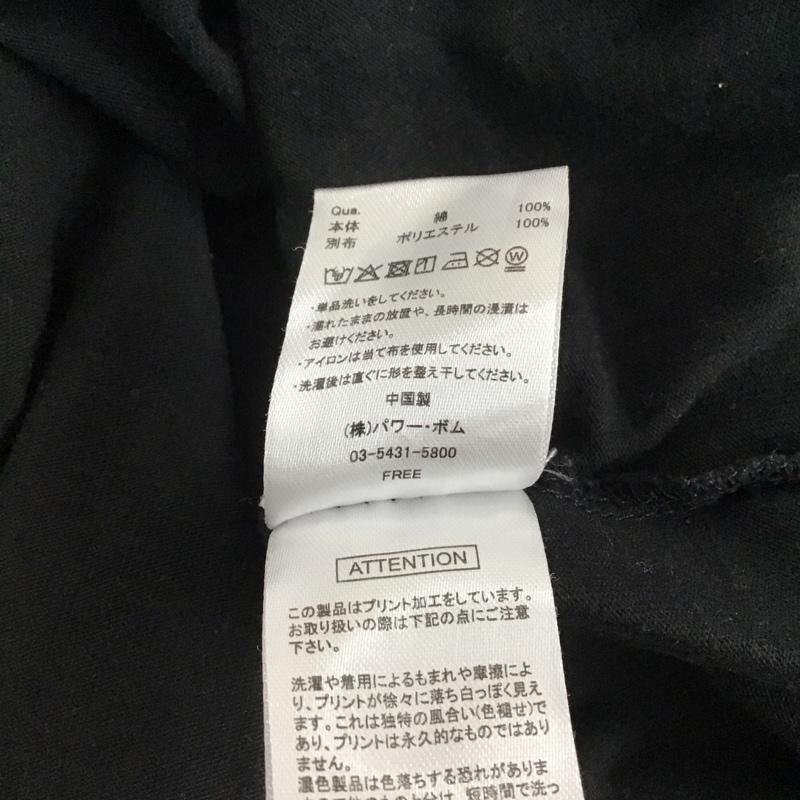 Qua.
本体 綿 100%
別布 ポリエステル 100%
W
・単品洗いをしてください。
・濡れたままの放置や、長時間の浸漬は
お避けください。
・アイロンは当て布を使用してください。
・洗濯後は直ぐに形を整え干してください。
中国製
(株)パワー・ボム
03-5431-5800
FREE
ATTENTION
この製品はプリント加工をしています。
お取り扱いの際は下記の点にご注意
下さい。
洗濯や着用によるもまれや摩擦によ
り、プリントが徐々に落ち白っぽく見え
ます。これは独特の風合い(色褪せ)で
あり、プリントは永久的なものではあり
ません。
濃色製品は色落ちする恐れがありま